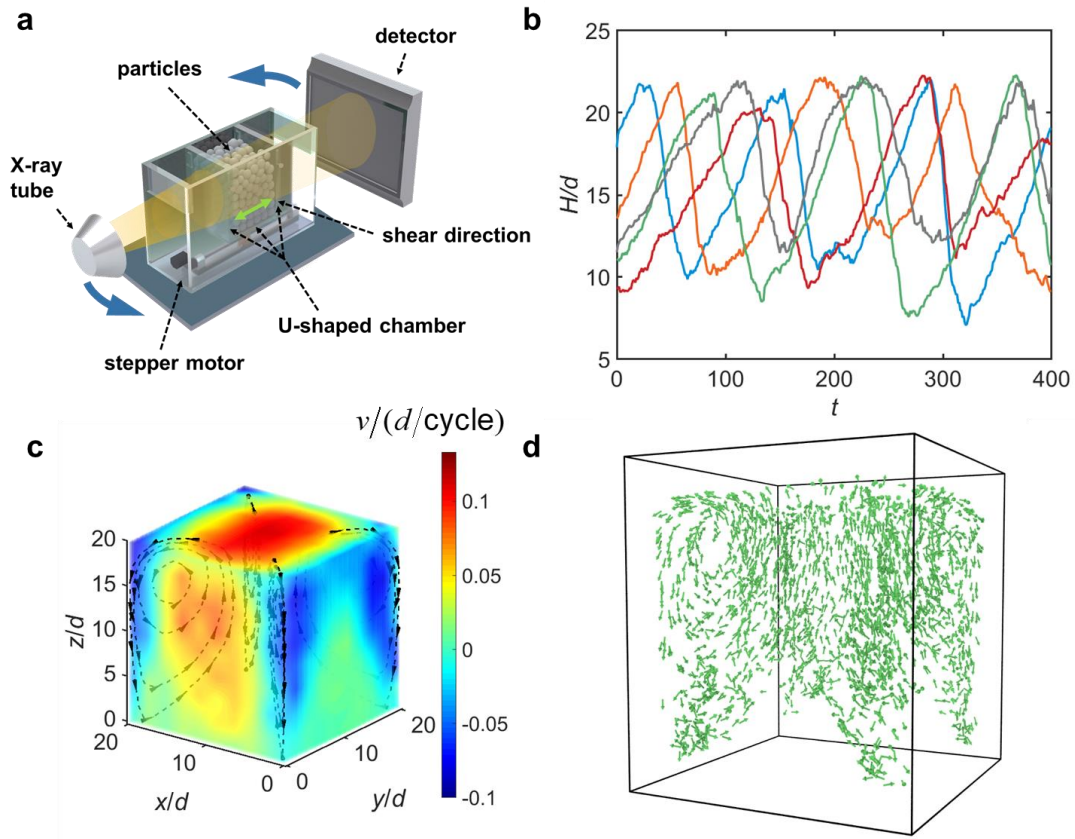 a
detector
particles
X-ray
tube
shear direction
U-shaped chamber
stepper motor
b
25
20
15
10
5
H/d
0
100
200
300
400
t
c
v/(d/cycle)
0.1
0.05
0
-0.05
-0.1
20
15
10
5
0
z/d
20
10
0
x/d
0
10
20
y/d
d